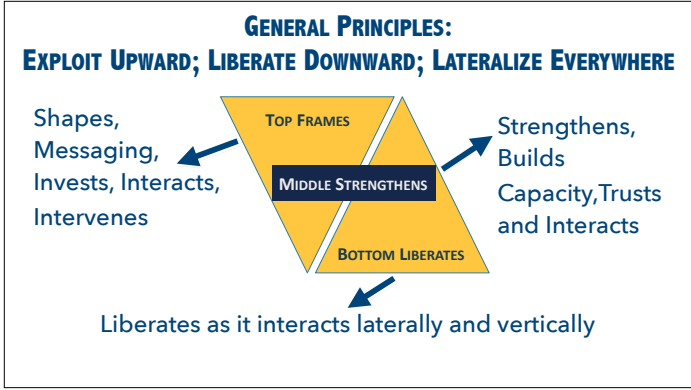 GENERAL PRINCIPLES:
EXPLOIT UPWARD; LIBERATE DOWNWARD; LATERALIZE EVERYWHERE
Shapes,
Messaging,
Invests, Interacts,
Intervenes
TOP FRAMES
MIDDLE STRENGTHENS
BOTTOM LIBERATES
Strengthens,
Builds
Capacity,Trusts
and Interacts
Liberates as it interacts laterally and vertically